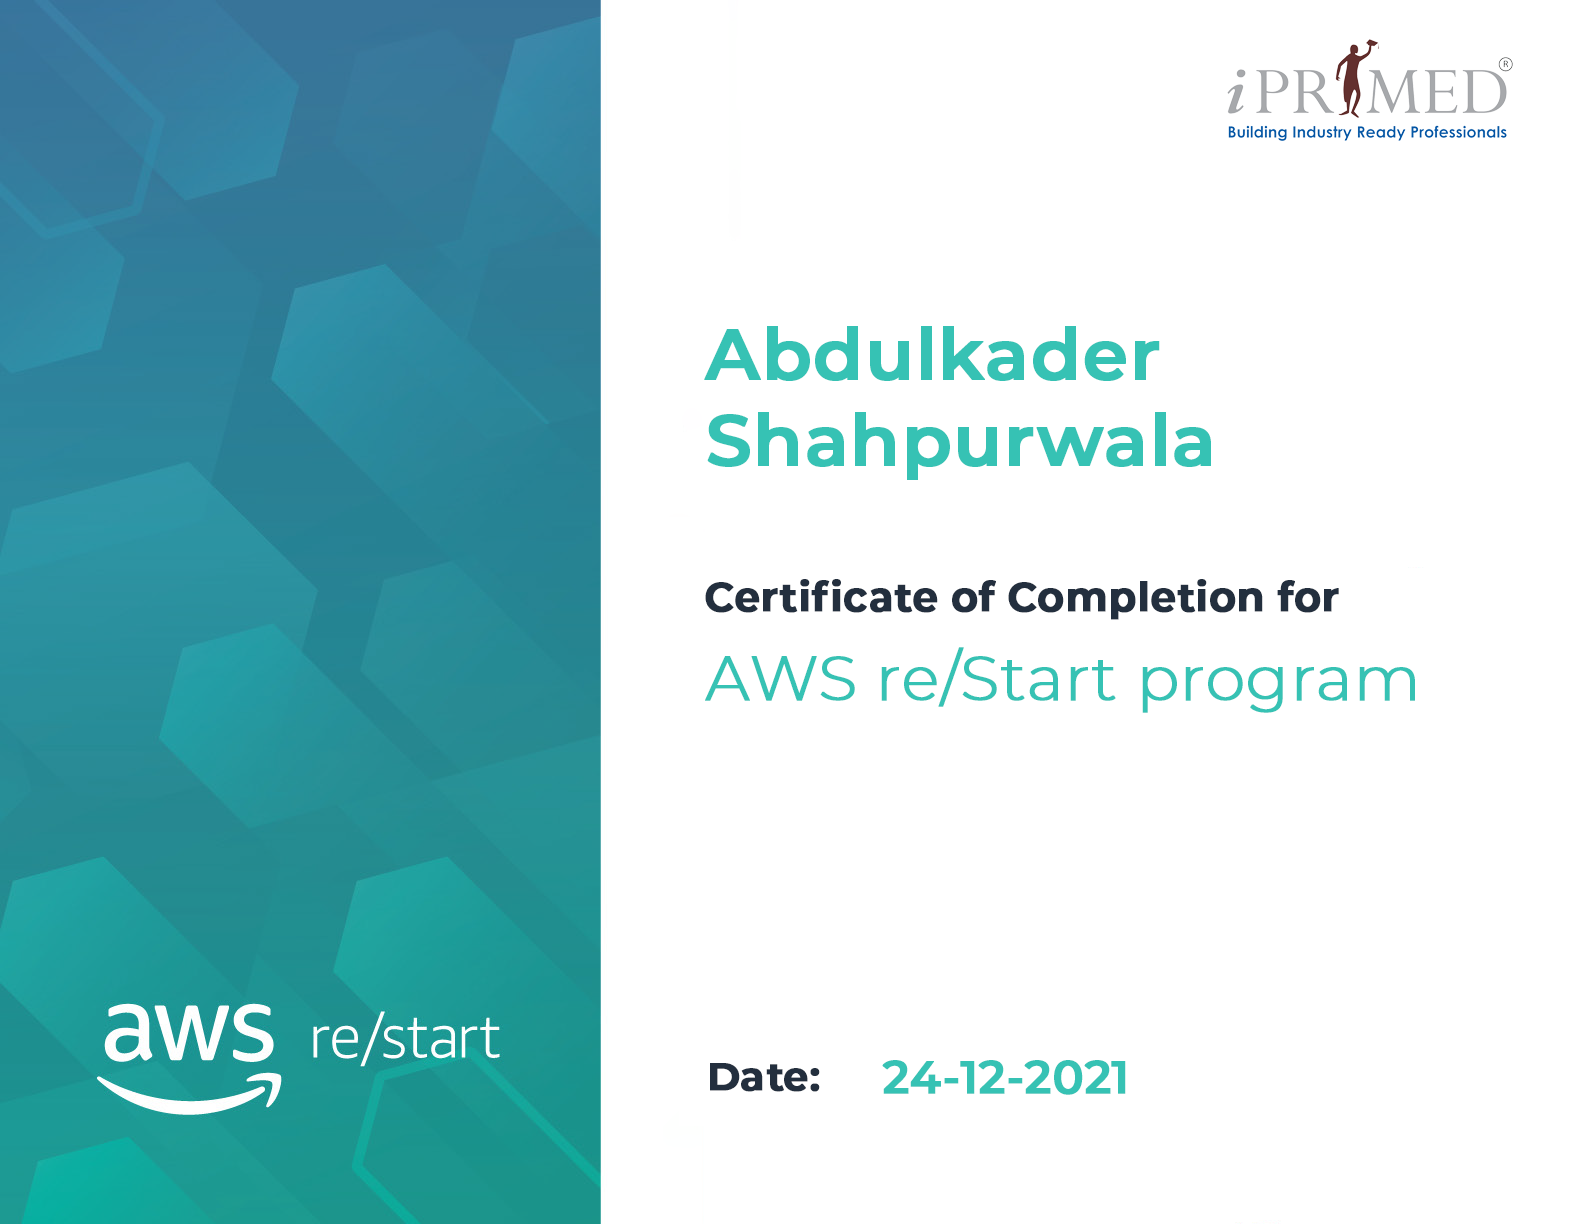 iPRIMED®
Building Industry Ready Professionals
Abdulkader
Shahpurwala
Certificate of Completion for
AWS re/Start program
aws re/start
Date: 24-12-2021